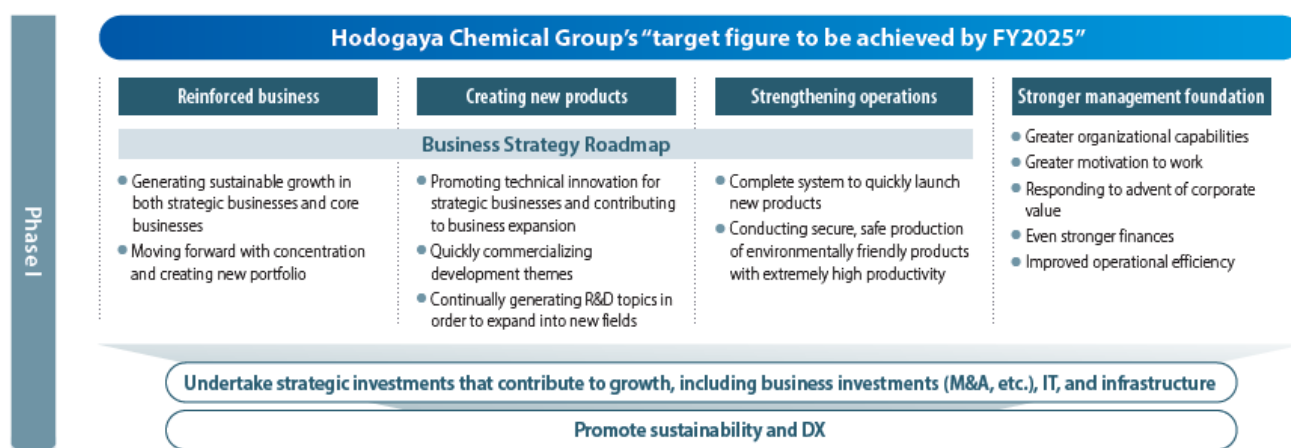 Hodogaya Chemical Group's “target figure to be achieved by FY2025”
Phase I
Reinforced business
Creating new products
Strengthening operations
Stronger management foundation
Business Strategy Roadmap
Generating sustainable growth in
both strategic businesses and core
businesses
Moving forward with concentration
and creating new portfolio
Promoting technical innovation for
strategic businesses and contributing
to business expansion
Quickly commercializing
development themes
Continually generating R&D topics in
order to expand into new fields
Complete system to quickly launch
new products
Conducting secure, safe production
of environmentally friendly products
with extremely high productivity
Greater organizational capabilities
Greater motivation to work
Responding to advent of corporate
value
Even stronger finances
Improved operational efficiency
Undertake strategic investments that contribute to growth, including business investments (M&A, etc.), IT, and infrastructure
Promote sustainability and DX